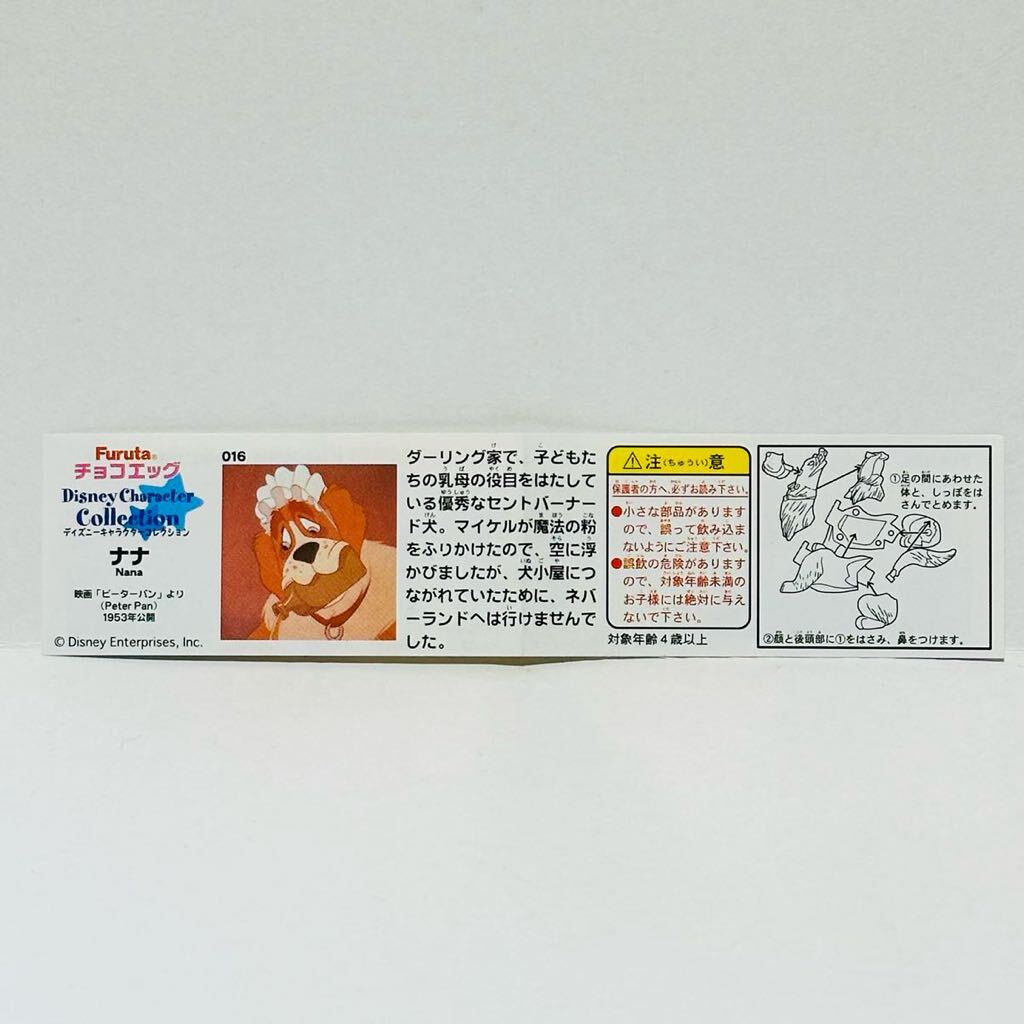 Furuta®
チョコエッグ
Disney Character
Collection
ディズニーキャラクターコレクション
ナナ
Nana
映画「ピーターパン」より
(Peter Pan)
1953年公開
© Disney Enterprises, Inc.
016
ダーリング家で、子どもた
ちの乳母の役目をはたして
いる優秀なセントバーナー
ド犬。マイケルが魔法の粉
をふりかけたので、空に浮
かびましたが、犬小屋につ
ながれていたために、ネバ
ーランドへは行けませんで
した。
⚠注(ちゅうい)意
保護者の方へ、必ずお読み下さい。
●小さな部品があります
ので、誤って飲み込ま
ないようにご注意下さい。
●誤飲の危険があります
ので、対象年齢未満の
お子様には絶対に与え
ないで下さい。
対象年齢4歳以上
①足の間にあわせた
体と、しっぽをは
さんでとめます。
②顔と後頭部に①をはさみ、鼻をつけます。